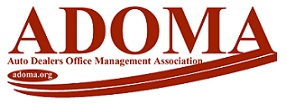 ADOMA
Auto Dealers Office Management Association
adoma.org